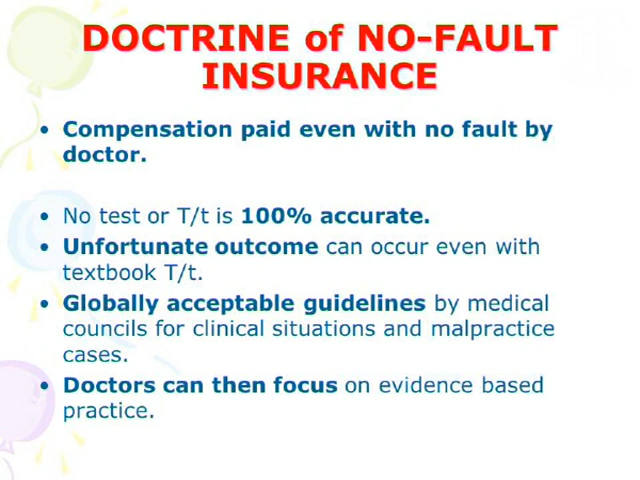 DOCTRINE of NO-FAULT
INSURANCE
• Compensation paid even with no fault by
doctor.
• No test or T/t is 100% accurate.
• Unfortunate outcome can occur even with
textbook T/t.
• Globally acceptable guidelines by medical
councils for clinical situations and malpractice
cases.
• Doctors can then focus on evidence based
practice.